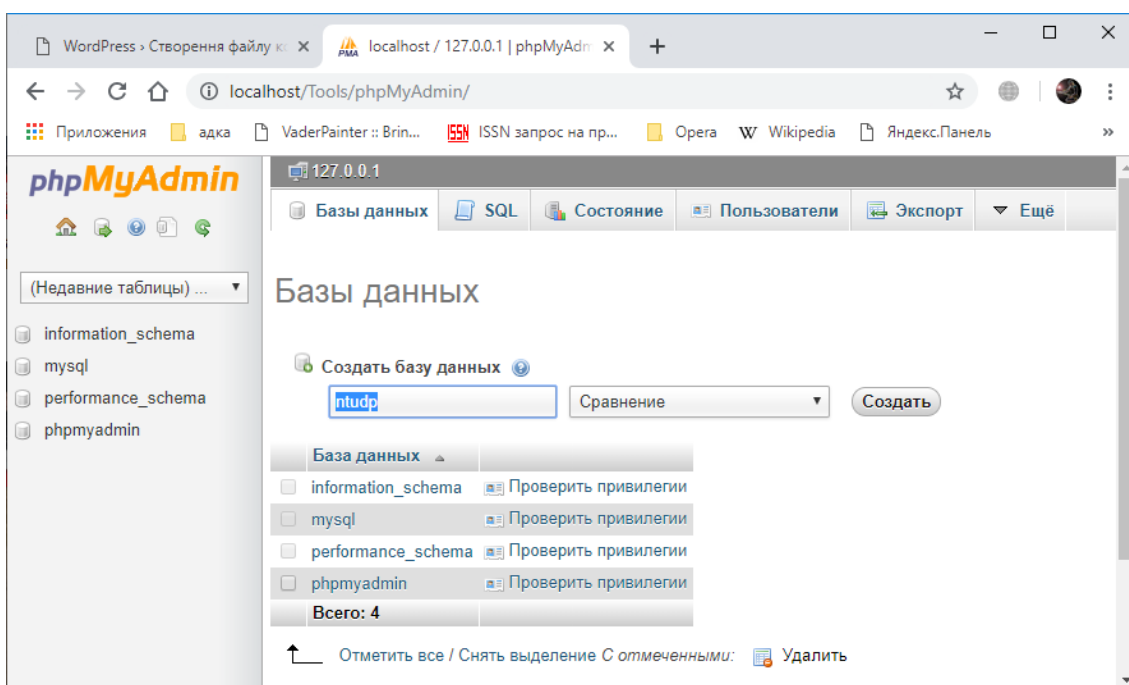 WordPress › Створення файлу кс
localhost / 127.0.0.1 | phpMyAdm
localhost/Tools/phpMyAdmin/
Приложения адка VaderPainter :: Brin... ISSN ISSN запрос на пр... Opera W Wikipedia Яндекс.Панель »
phpMyAdmin
127.0.0.1
Базы данных SQL Состояние Пользователи Экспорт Ещё
(Недавние таблицы) ...
information_schema
mysql
performance_schema
phpmyadmin
Базы данных
Создать базу данных
ntudp Сравнение Создать
База данных
information_schema Проверить привилегии
mysql Проверить привилегии
performance_schema Проверить привилегии
phpmyadmin Проверить привилегии
Всего: 4
Отметить все / Снять выделение С отмеченными: Удалить